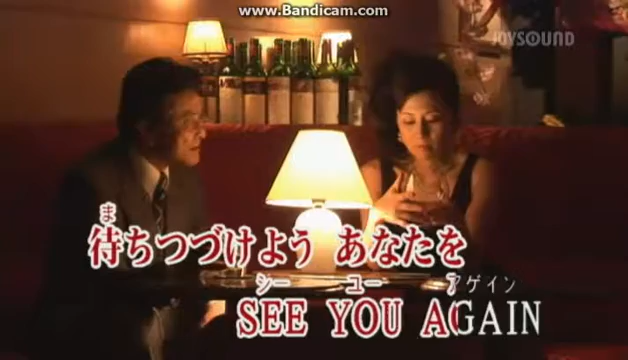 www.Bandicam.com
JOYSOUND
ま
待ちつづけよう あなたを
シー ユー アゲイン
SEE YOU AGAIN